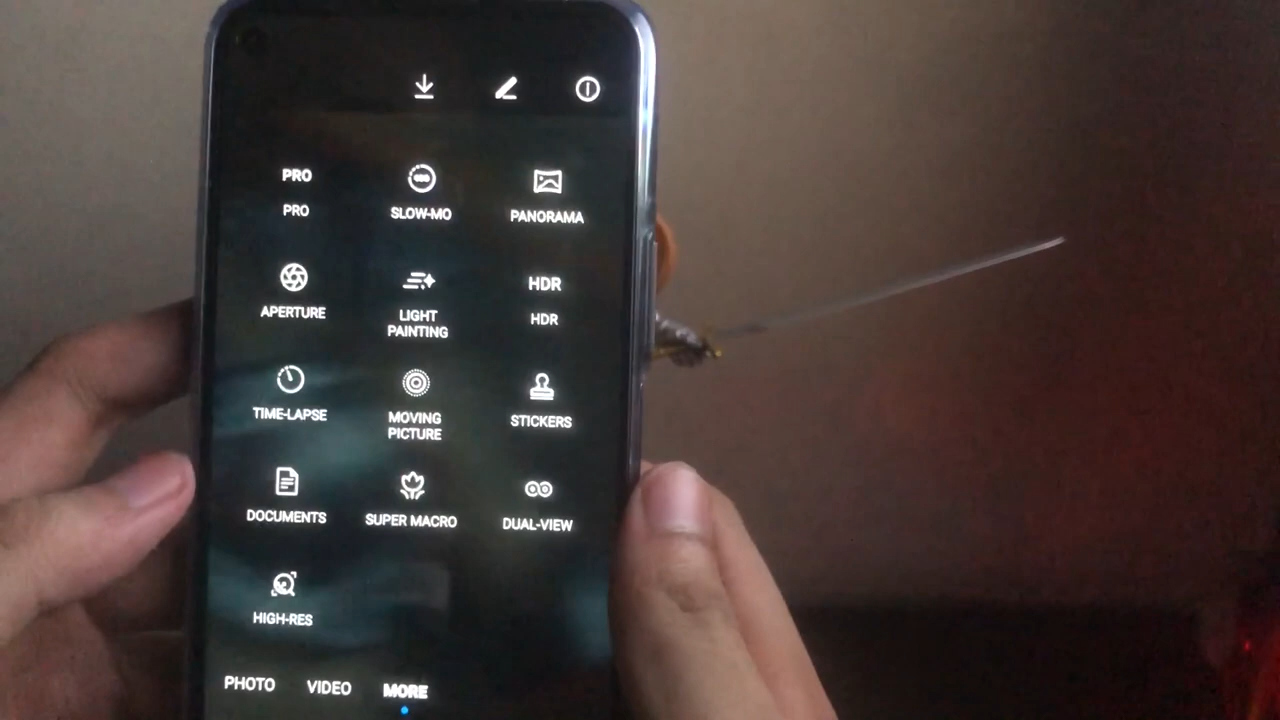 PRO
PRO
SLOW-MO
PANORAMA
APERTURE
LIGHT
PAINTING
HDR
HDR
TIME-LAPSE
MOVING
PICTURE
STICKERS
DOCUMENTS
SUPER MACRO
DUAL-VIEW
HIGH-RES
PHOTO
VIDEO
MORE